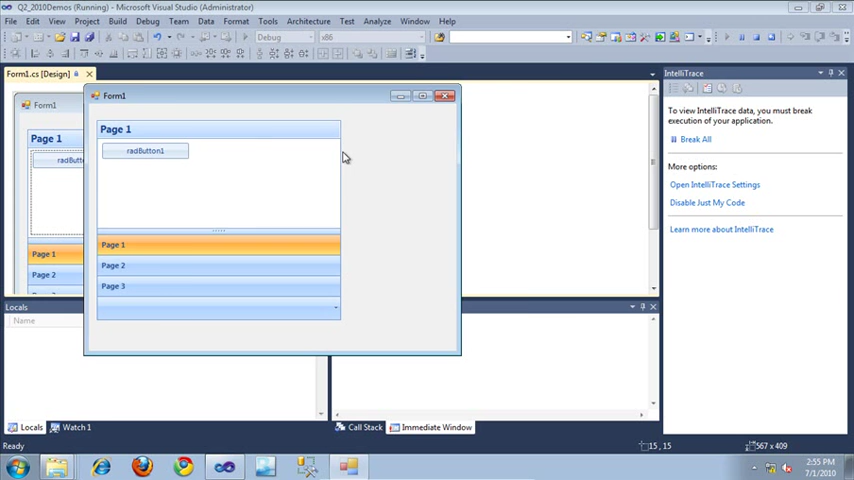 Q2_2010Demos (Running) - Microsoft Visual Studio (Administrator)
File Edit View Project Build Debug Team Data Format Tools Architecture Test Analyze Window Help
Debug x86
Form1.cs [Design]
Form1
Page 1
radButto
Page 1
Page 2
Form1
Page 1
radButton1
Page 1
Page 2
Page 3
IntelliTrace
To view IntelliTrace data, you must break
execution of your application.
Break All
More options:
Open IntelliTrace Settings
Disable Just My Code
Learn more about IntelliTrace
Locals
Name
Locals Watch 1
Call Stack Immediate Window
Ready
15, 15
567 x 409
2:55 PM
7/1/2010